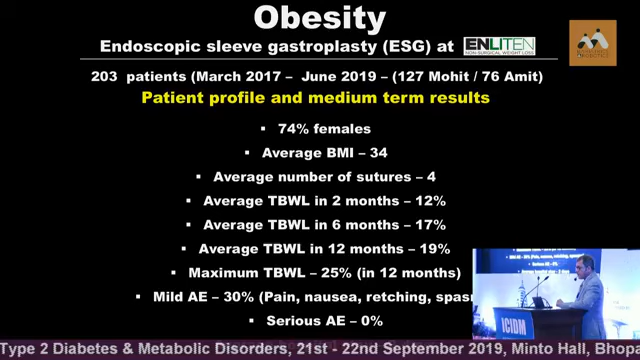 Obesity
Endoscopic sleeve gastroplasty (ESG) at ENLITEN
NON-SURGICAL WEIGHT LOSS
203 patients (March 2017 – June 2019 – (127 Mohit / 76 Amit)
Patient profile and medium term results
▪ 74% females
▪ Average BMI – 34
▪ Average number of sutures – 4
▪ Average TBWL in 2 months – 12%
▪ Average TBWL in 6 months – 17%
▪ Average TBWL in 12 months – 19%
▪ Maximum TBWL – 25% (in 12 months)
▪ Mild AE – 30% (Pain, nausea, retching, spasm
▪ Serious AE – 0%
ICIDM
Type 2 Diabetes & Metabolic Disorders, 21st - 22nd September 2019, Minto Hall, Bhopa